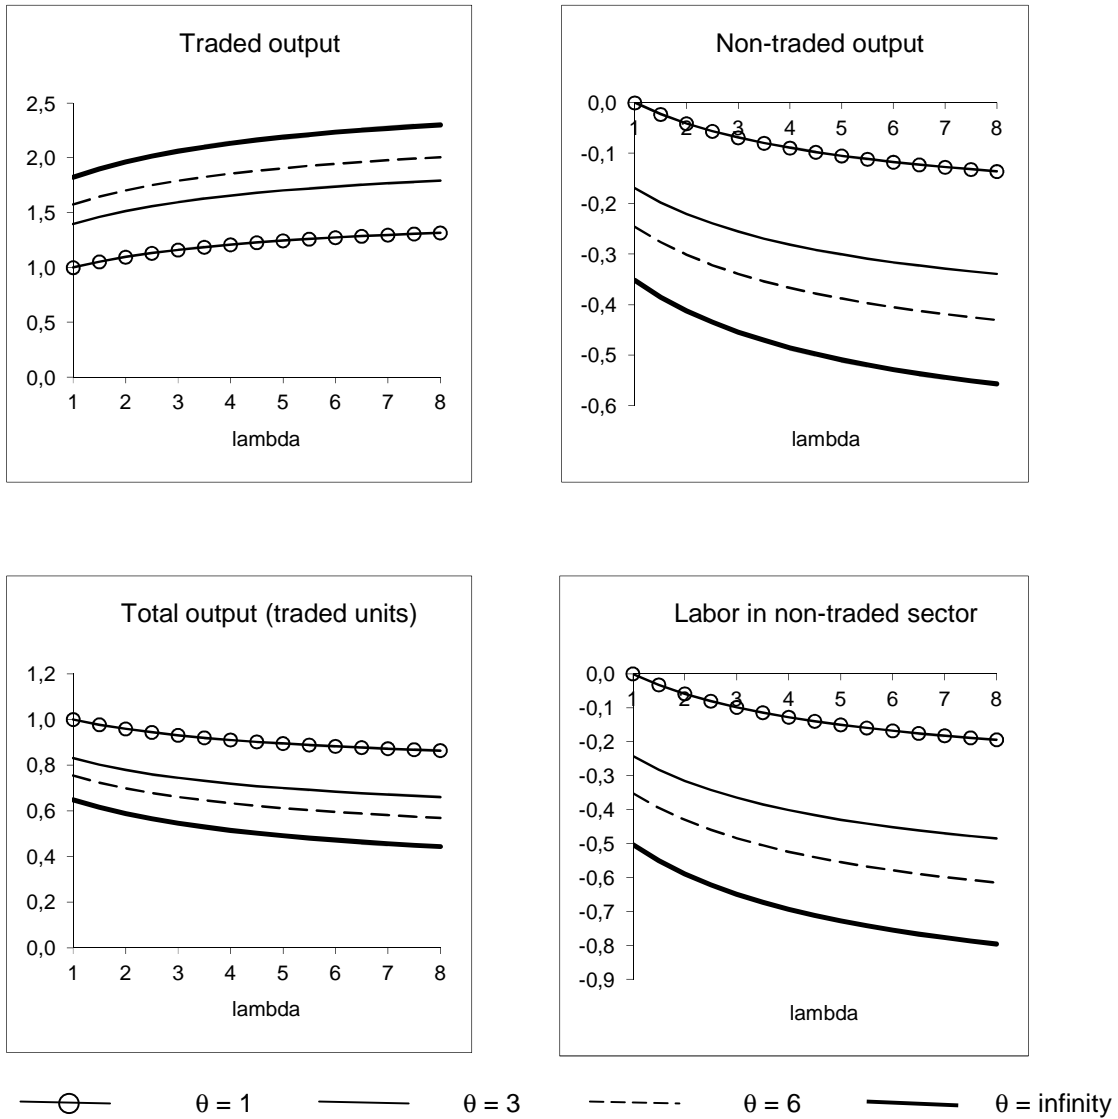 Traded output
2,5
2,0
1,5
1,0
0,5
0,0
1 2 3 4 5 6 7 8
lambda
Non-traded output
0,0
1 2 3 4 5 6 7 8
-0,1
-0,2
-0,3
-0,4
-0,5
-0,6
lambda
Total output (traded units)
1,2
1,0
0,8
0,6
0,4
0,2
0,0
1 2 3 4 5 6 7 8
lambda
Labor in non-traded sector
0,0
1 2 3 4 5 6 7 8
-0,1
-0,2
-0,3
-0,4
-0,5
-0,6
-0,7
-0,8
-0,9
lambda
θ = 1 θ = 3 θ = 6 θ = infinity